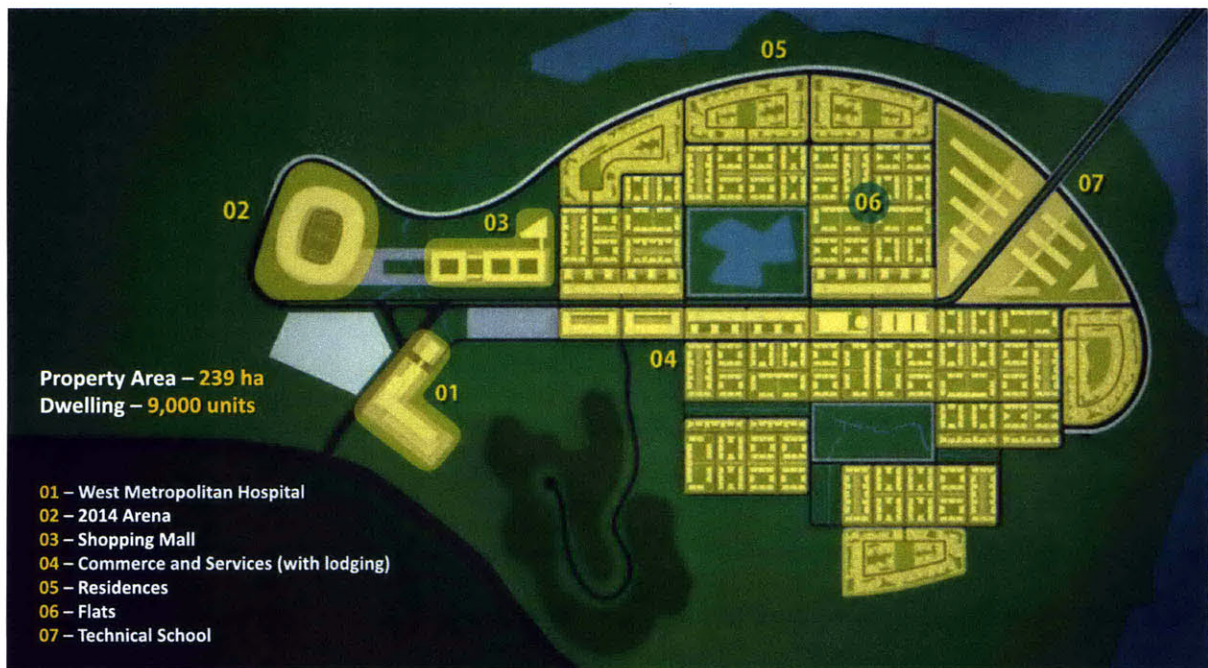 05
07
06
02
03
04
Property Area – 239 ha
Dwelling – 9,000 units
01
01 – West Metropolitan Hospital
02 – 2014 Arena
03 – Shopping Mall
04 – Commerce and Services (with lodging)
05 – Residences
06 – Flats
07 – Technical School